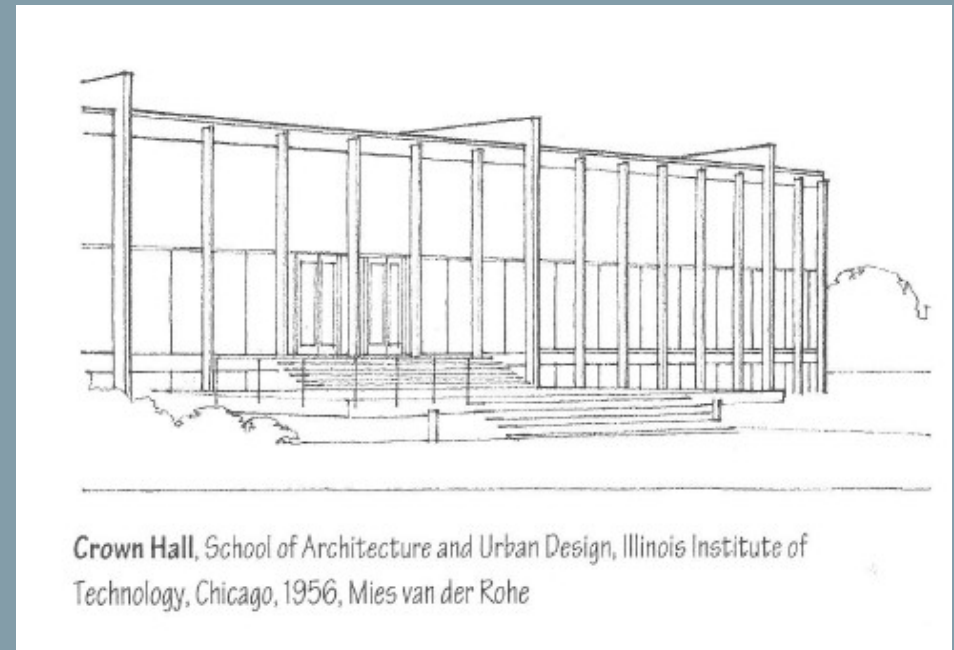 Crown Hall, School of Architecture and Urban Design, Illinois Institute of
Technology, Chicago, 1956, Mies van der Rohe